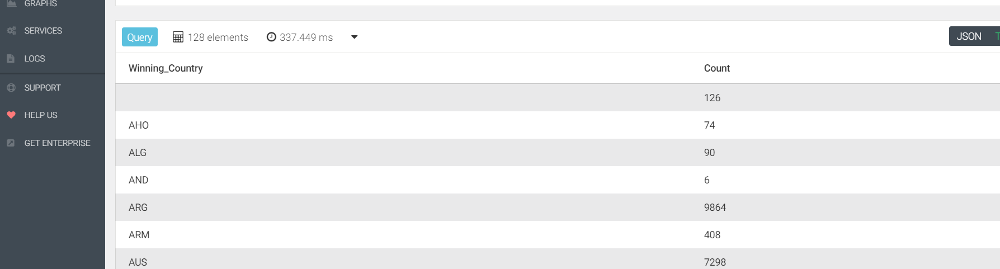 GRAPHS
SERVICES
LOGS
SUPPORT
HELP US
GET ENTERPRISE
Query 128 elements 337.449 ms JSON
Winning_Country Count
126
AHO 74
ALG 90
AND 6
ARG 9864
ARM 408
AUS 7298